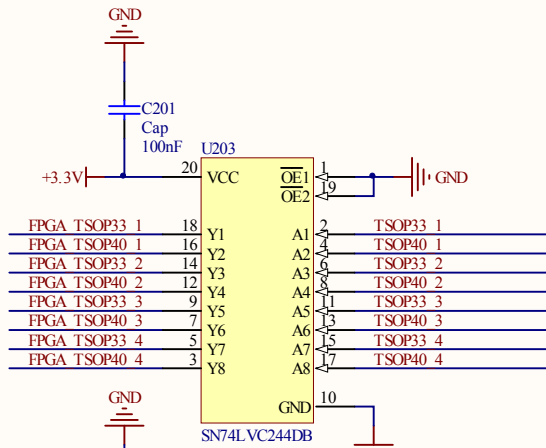 GND
C201
Cap
100nF
U203
+3.3V
20
VCC
OE1
1
OE2
19
GND
FPGA_TSOP33_1
18
Y1
A1
2
TSOP33_1
FPGA_TSOP40_1
16
Y2
A2
4
TSOP40_1
FPGA_TSOP33_2
14
Y3
A3
6
TSOP33_2
FPGA_TSOP40_2
12
Y4
A4
8
TSOP40_2
FPGA_TSOP33_3
9
Y5
A5
11
TSOP33_3
FPGA_TSOP40_3
7
Y6
A6
13
TSOP40_3
FPGA_TSOP33_4
5
Y7
A7
15
TSOP33_4
FPGA_TSOP40_4
3
Y8
A8
17
TSOP40_4
GND
GND
10
SN74LVC244DB